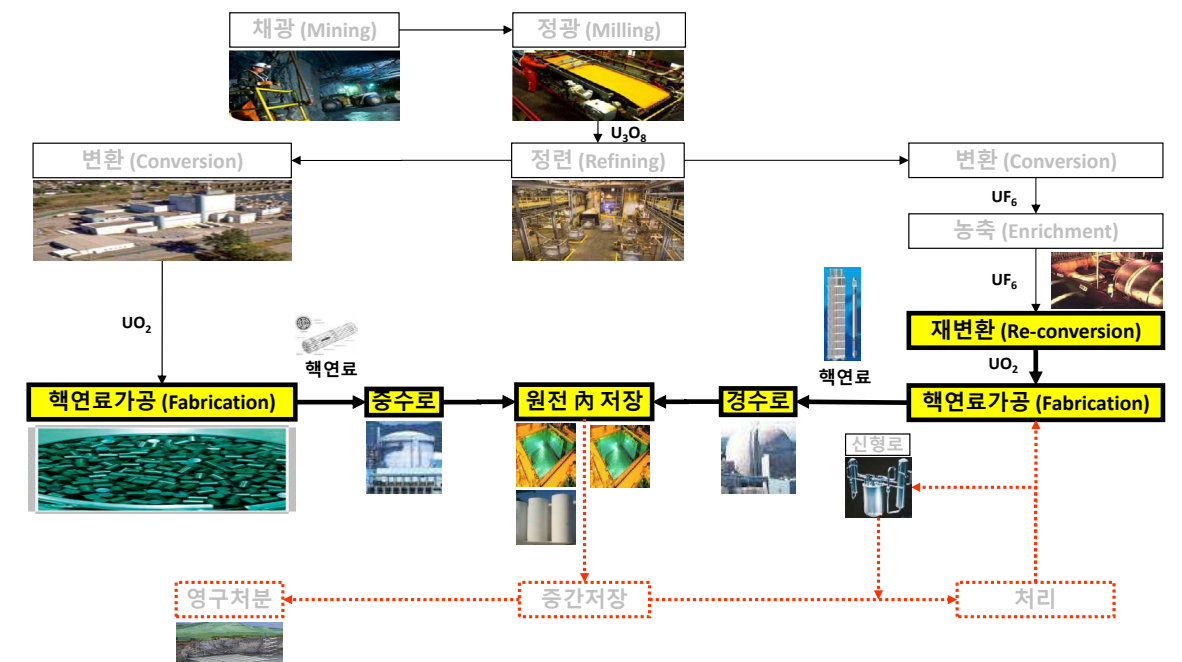 채광 (Mining)
정광 (Milling)
U₃O₈
변환 (Conversion)
정련 (Refining)
변환 (Conversion)
UF₆
농축 (Enrichment)
UF₆
재변환 (Re-conversion)
UO₂
UO₂
핵연료
핵연료
핵연료가공 (Fabrication)
중수로
원전 內 저장
경수로
핵연료가공 (Fabrication)
신형로
영구처분
중간저장
처리